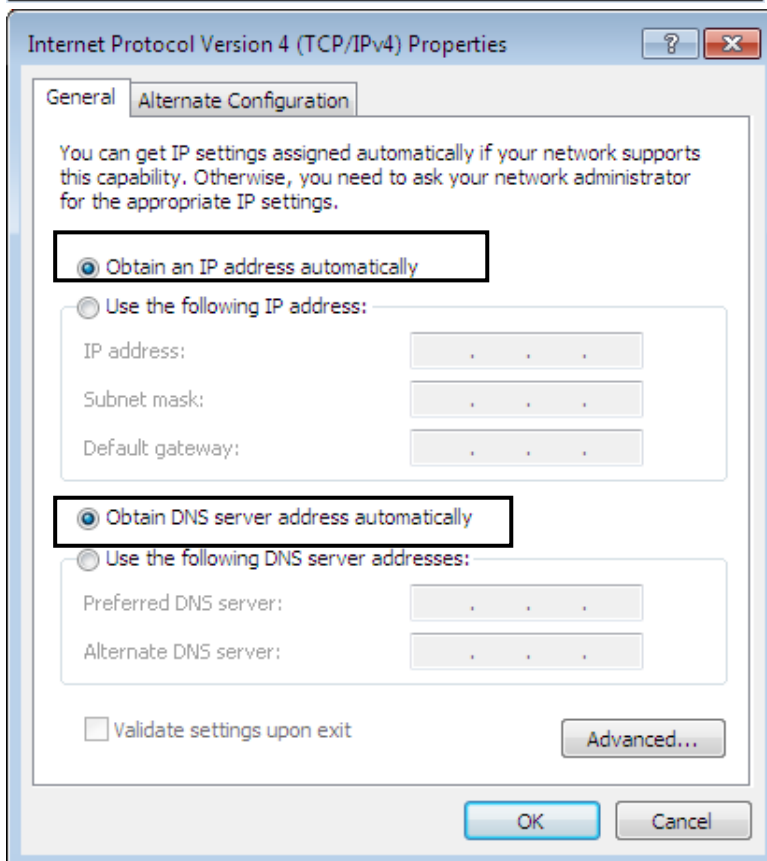 Internet Protocol Version 4 (TCP/IPv4) Properties
?
General
Alternate Configuration
You can get IP settings assigned automatically if your network supports
this capability. Otherwise, you need to ask your network administrator
for the appropriate IP settings.
Obtain an IP address automatically
Use the following IP address:
IP address:
. . .
Subnet mask:
. . .
Default gateway:
. . .
Obtain DNS server address automatically
Use the following DNS server addresses:
Preferred DNS server:
. . .
Alternate DNS server:
. . .
Validate settings upon exit
Advanced...
OK
Cancel